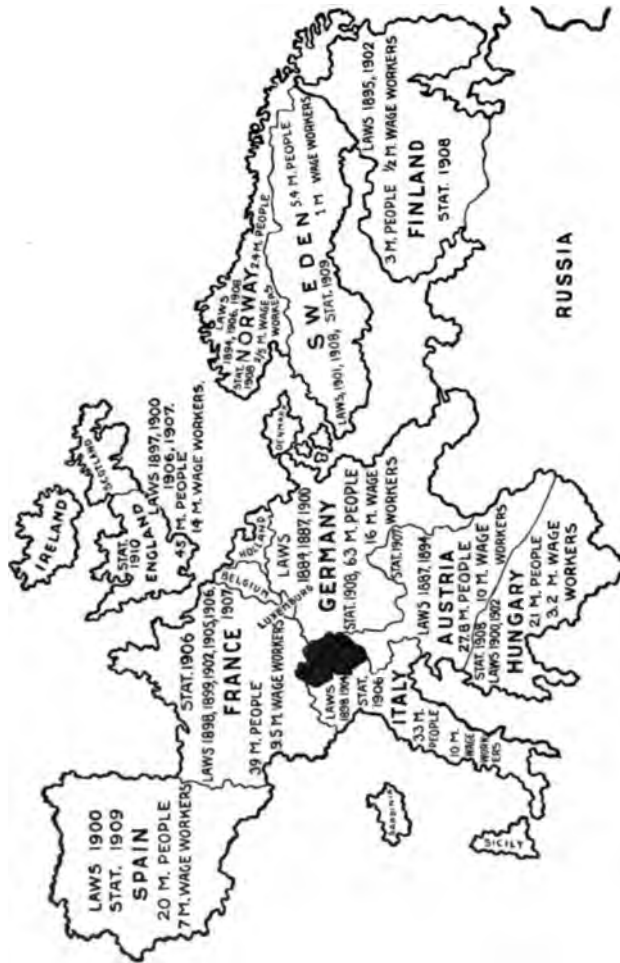 IRELAND
SCOTLAND
STAT.
1910
ENGLAND
LAWS 1897, 1900
1906, 1907.
45 M. PEOPLE
14 M. WAGE WORKERS.
LAWS
1894, 1906, 1908
STAT.
1908
NORWAY
2/5 M. WAGE
WORKERS
2.4 M. PEOPLE
SWEDEN
5.4 M. PEOPLE
1 M WAGE WORKERS
LAWS, 1901, 1908, STAT. 1909
LAWS 1895, 1902
3 M. PEOPLE 1/2 M. WAGE WORKERS
FINLAND
STAT. 1908
RUSSIA
DENMARK
HOLLAND
BELGIUM
LUXEMBURG
LAWS
1884, 1887, 1900
GERMANY
STAT. 1908, 63 M. PEOPLE
16 M. WAGE
WORKERS
STAT. 1906
LAWS 1898, 1899, 1902, 1905, 1906,
1907
FRANCE
39 M. PEOPLE
9.5 M. WAGE WORKERS
LAWS 1900
STAT. 1909
SPAIN
20 M. PEOPLE
7 M. WAGE WORKERS
LAWS
1898 1904
STAT.
1906
ITALY
33 M.
PEOPLE
10 M.
WAGE
WORK
ERS
SARDINIA
SICILY
STAT. 1907
LAWS 1887, 1894
AUSTRIA
27.8 M. PEOPLE
10 M. WAGE
WORKERS
STAT. 1908
LAWS 1900, 1902
HUNGARY
21 M. PEOPLE
3.2 M. WAGE
WORKERS